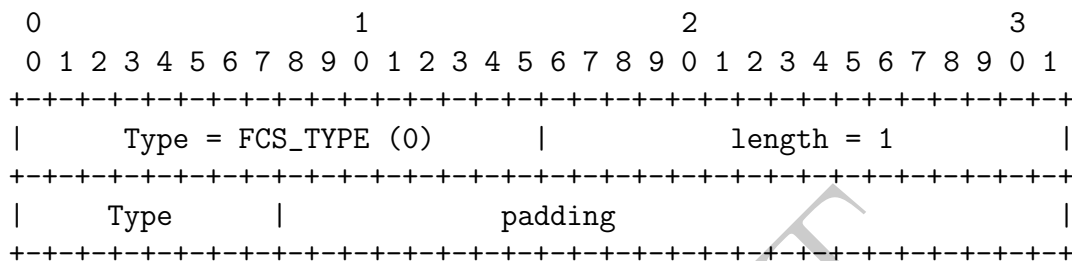 0                   1                   2                   3
 0 1 2 3 4 5 6 7 8 9 0 1 2 3 4 5 6 7 8 9 0 1 2 3 4 5 6 7 8 9 0 1
+-+-+-+-+-+-+-+-+-+-+-+-+-+-+-+-+-+-+-+-+-+-+-+-+-+-+-+-+-+-+-+-+
|      Type = FCS_TYPE (0)      |           length = 1          |
+-+-+-+-+-+-+-+-+-+-+-+-+-+-+-+-+-+-+-+-+-+-+-+-+-+-+-+-+-+-+-+-+
|     Type      |             padding                           |
+-+-+-+-+-+-+-+-+-+-+-+-+-+-+-+-+-+-+-+-+-+-+-+-+-+-+-+-+-+-+-+-+